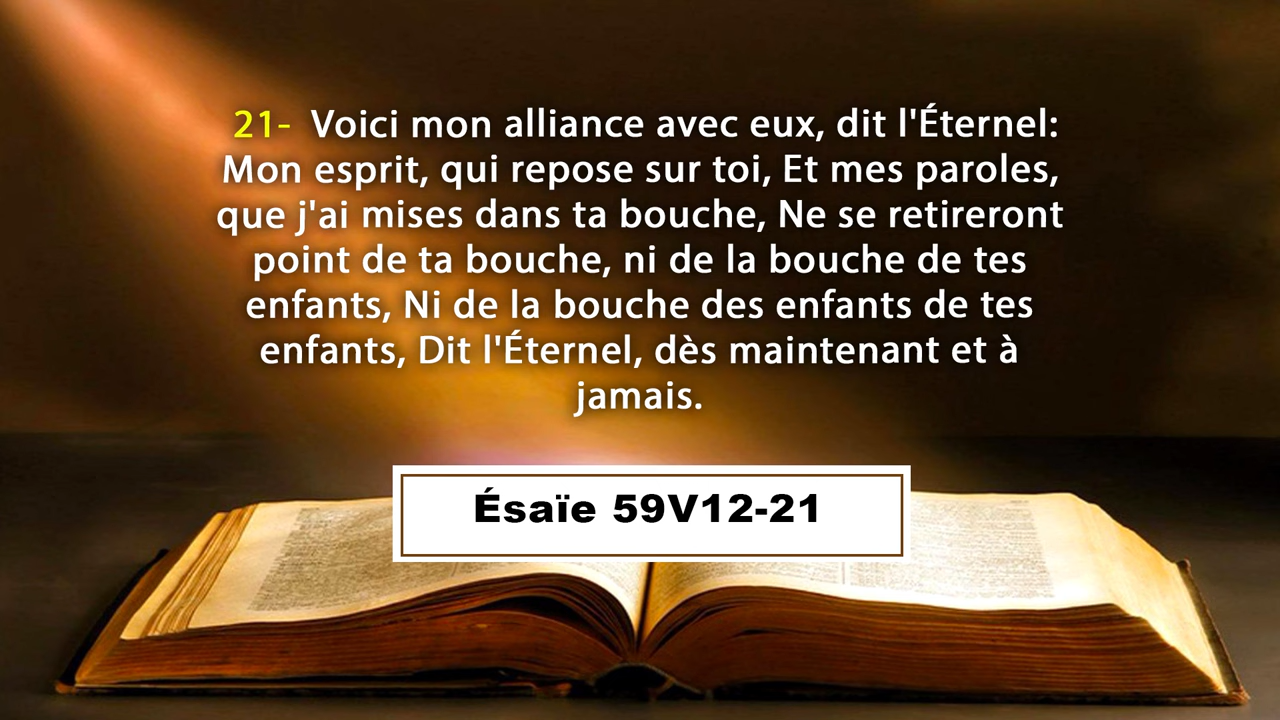 21- Voici mon alliance avec eux, dit l'Éternel:
Mon esprit, qui repose sur toi, Et mes paroles,
que j'ai mises dans ta bouche, Ne se retireront
point de ta bouche, ni de la bouche de tes
enfants, Ni de la bouche des enfants de tes
enfants, Dit l'Éternel, dès maintenant et à
jamais.
Ésaïe 59V12-21